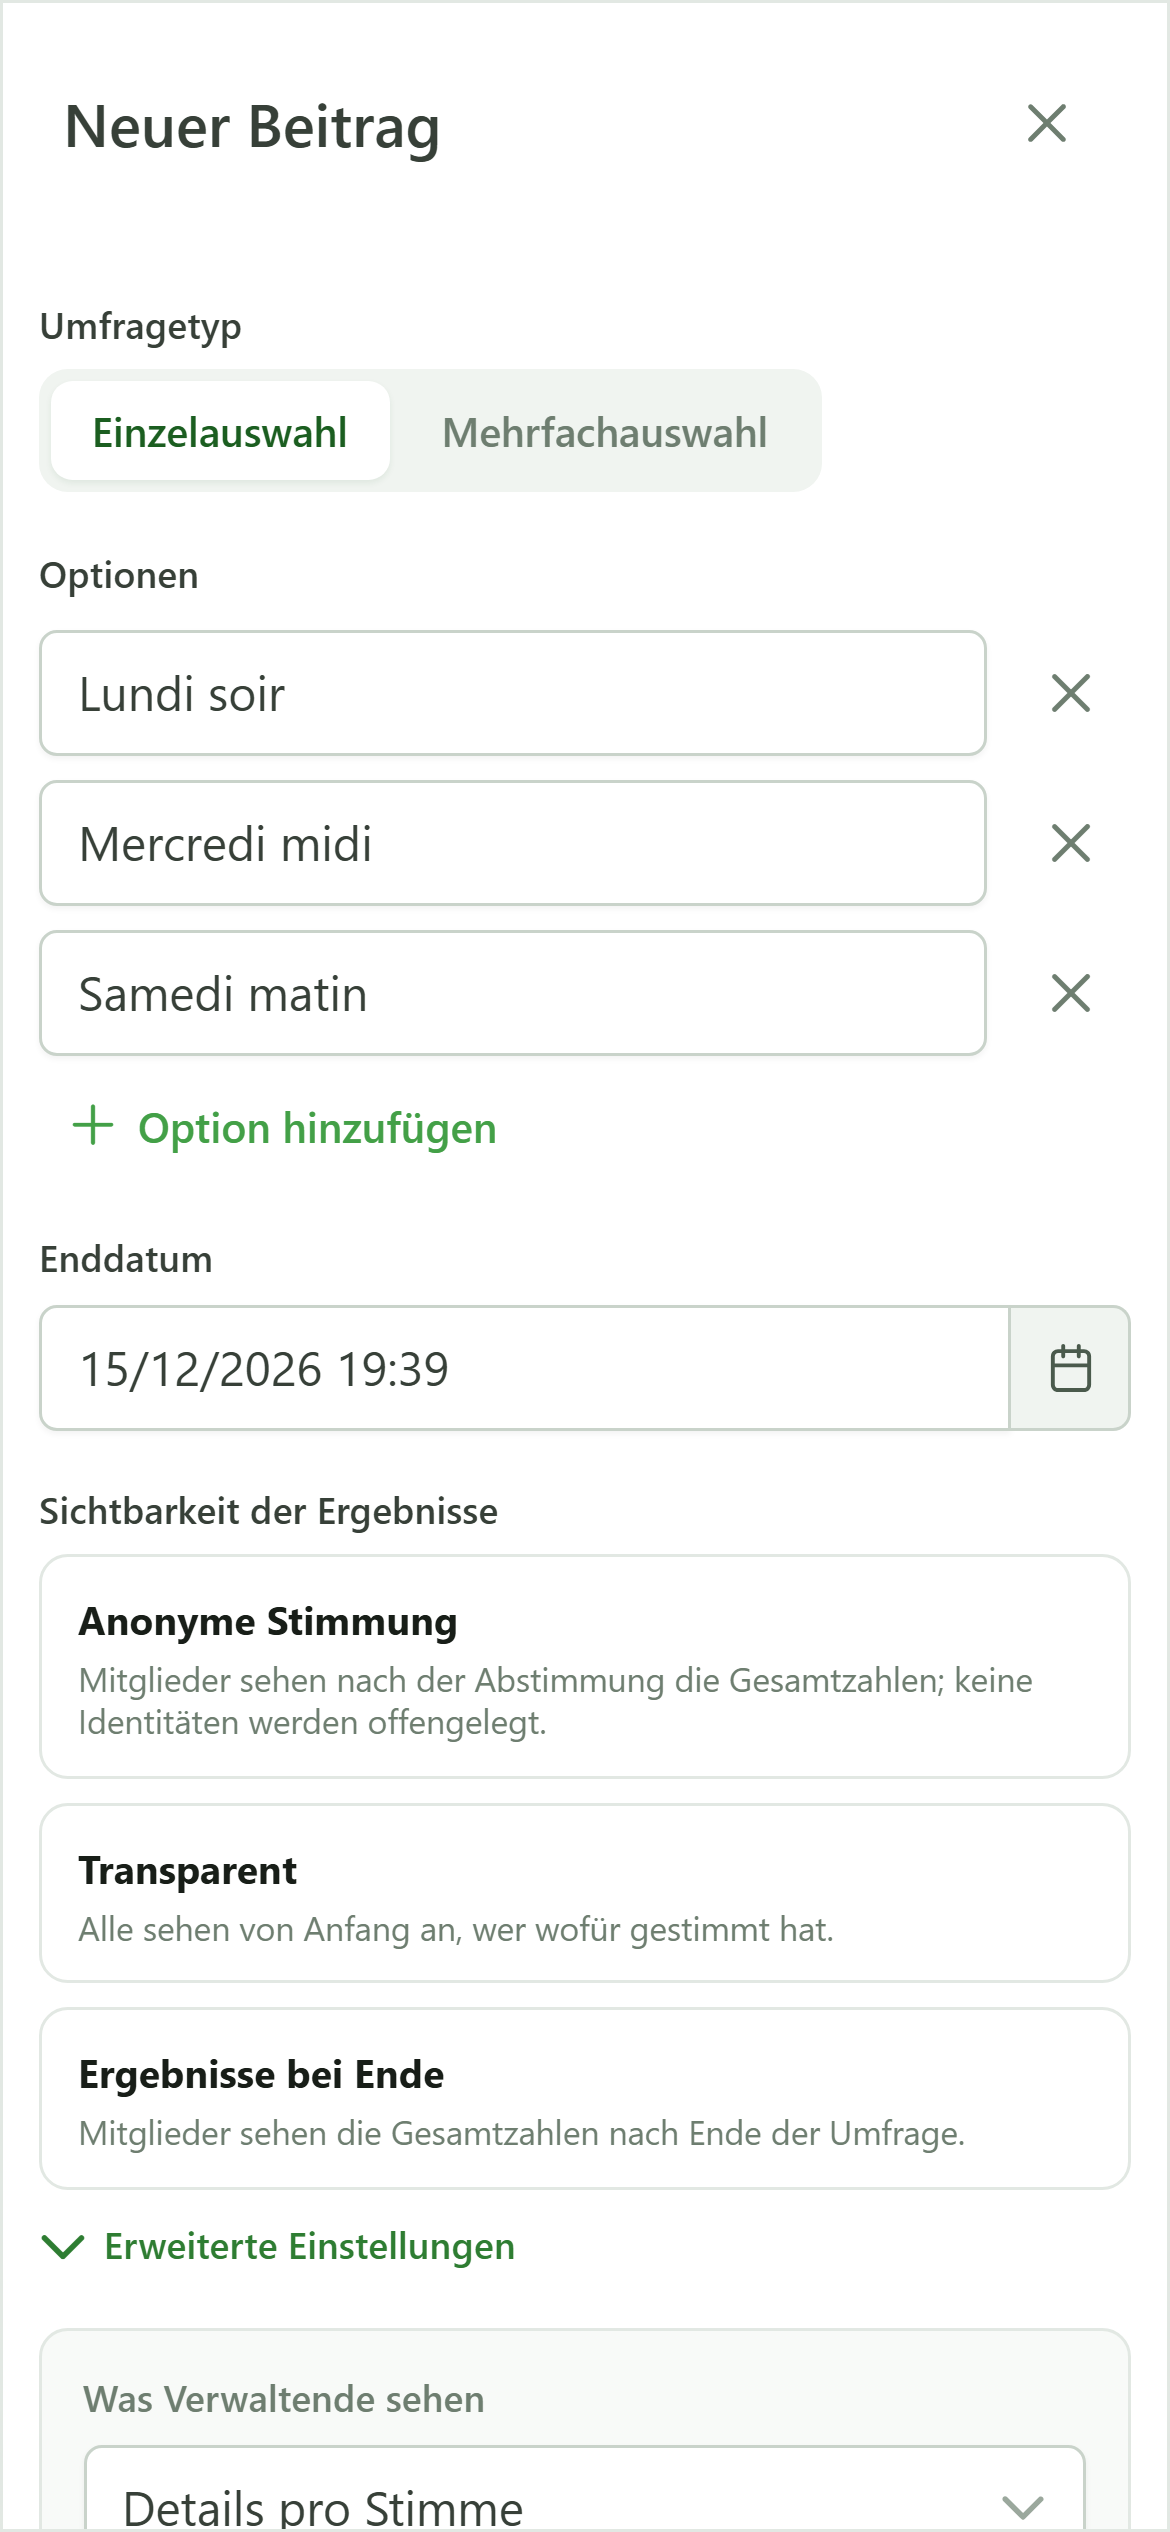 Neuer Beitrag
Umfragetyp
Einzelauswahl
Mehrfachauswahl
Optionen
Lundi soir
Mercredi midi
Samedi matin
Option hinzufügen
Enddatum
15/12/2026 19:39
Sichtbarkeit der Ergebnisse
Anonyme Stimmung
Mitglieder sehen nach der Abstimmung die Gesamtzahlen; keine
Identitäten werden offengelegt.
Transparent
Alle sehen von Anfang an, wer wofür gestimmt hat.
Ergebnisse bei Ende
Mitglieder sehen die Gesamtzahlen nach Ende der Umfrage.
Erweiterte Einstellungen
Was Verwaltende sehen
Details pro Stimme